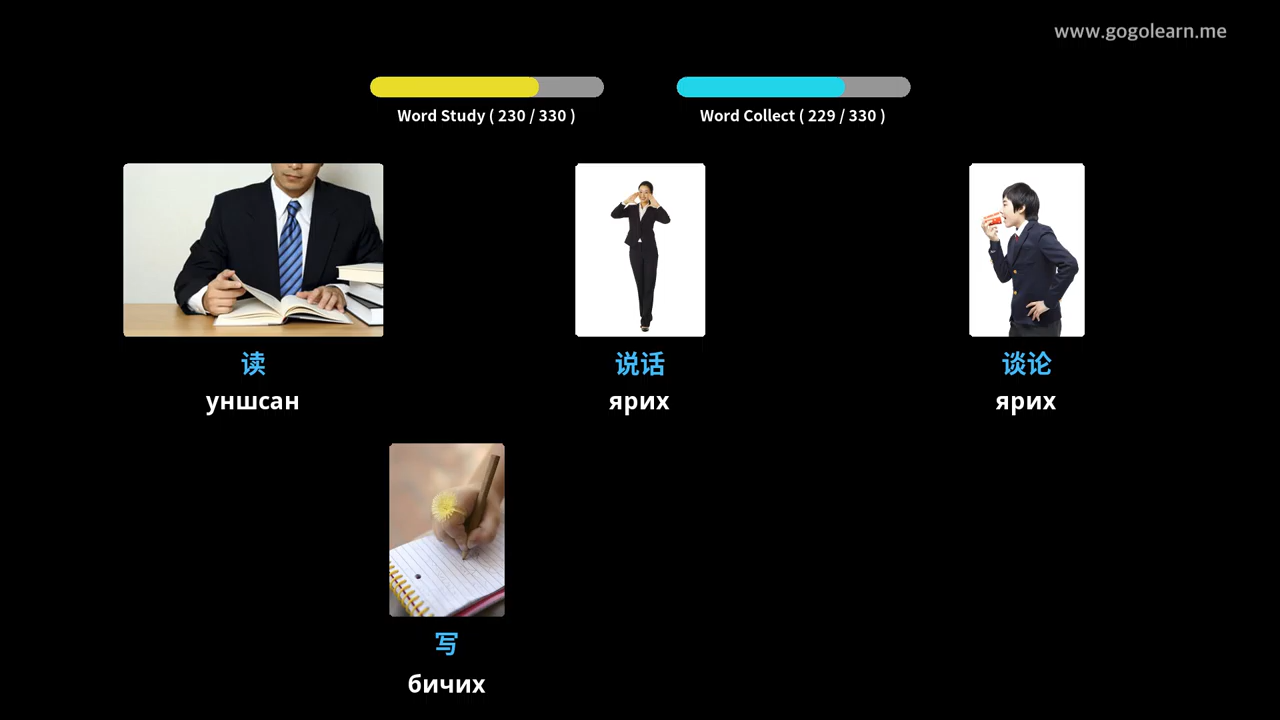 www.gogolearn.me
Word Study ( 230 / 330 )
Word Collect ( 229 / 330 )
读
уншсан
说话
ярих
谈论
ярих
写
бичих